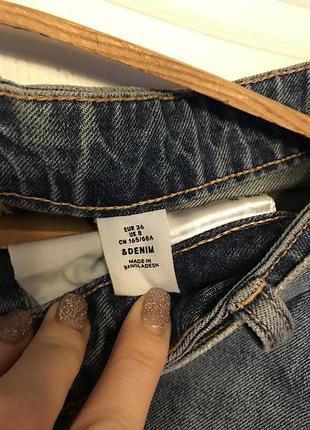 EUR 36
UK 8
CN 165/68A
&DENIM
MADE IN
BANGLADESH